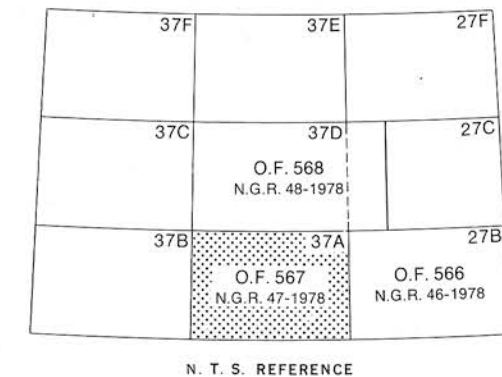 37F 37E 27F
37C 37D 27C
O.F. 568
N.G.R. 48-1978
37B 37A 27B
O.F. 567 O.F. 566
N.G.R. 47-1978 N.G.R. 46-1978
N. T. S. REFERENCE